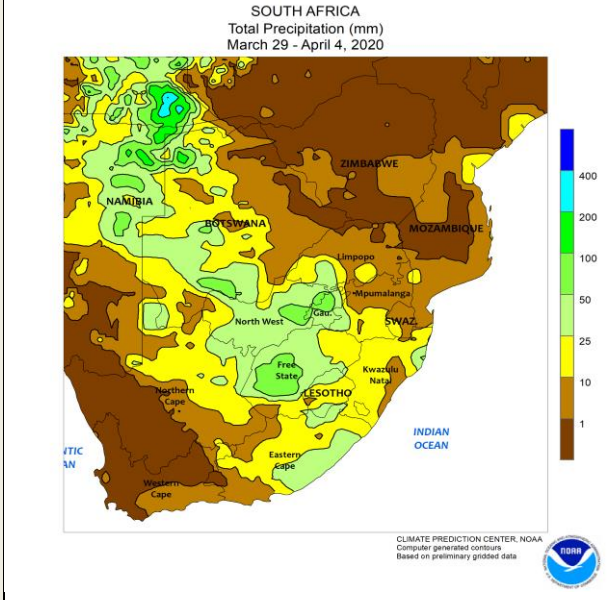 SOUTH AFRICA
Total Precipitation (mm)
March 29 - April 4, 2020
ZIMBABWE
NAMIBIA
BOTSWANA
MOZAMBIQUE
Limpopo
Mpumalanga
North West
Gau.
SWAZ.
Free
State
Kwazulu
Natal
Northern
Cape
LESOTHO
INDIAN
OCEAN
NTIC
AN
Eastern
Cape
Western
Cape
400
200
100
50
25
10
1
CLIMATE PREDICTION CENTER, NOAA
Computer generated contours
Based on preliminary gridded data
NOAA